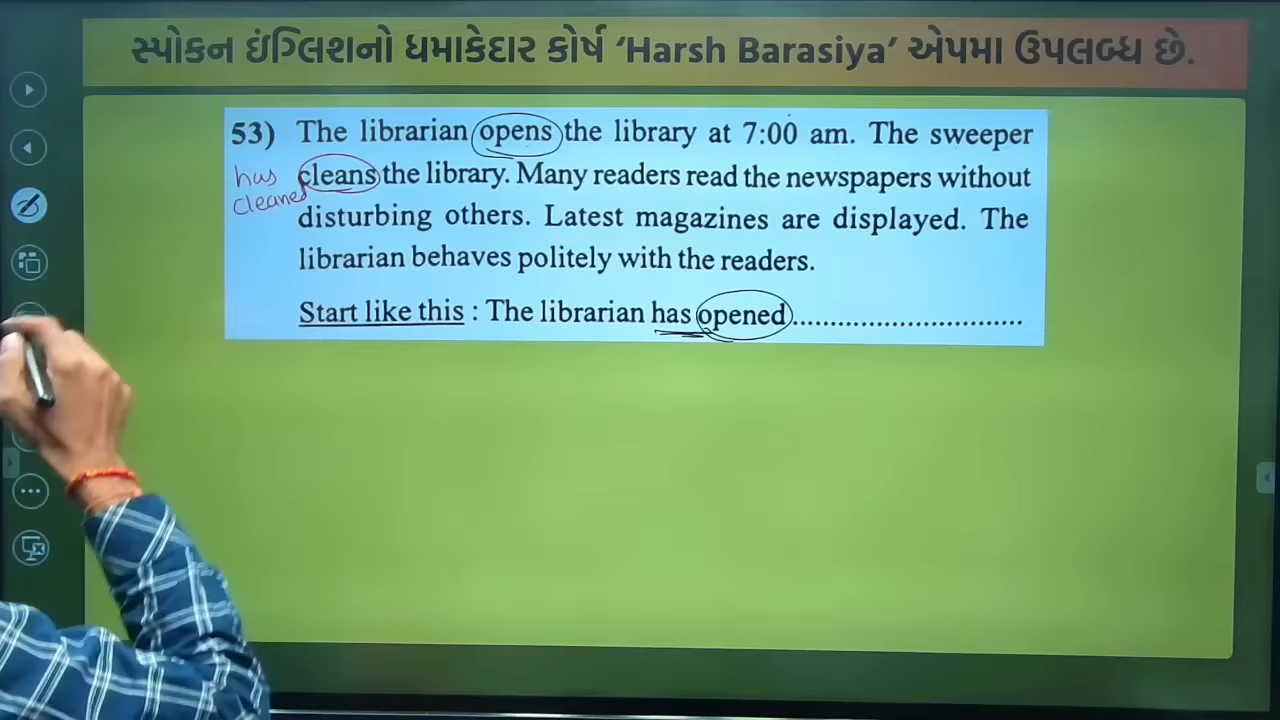 સ્પોકન ઇંગ્લિશનો ધમાકેદાર કોર્ષ ‘Harsh Barasiya’ એપમા ઉપલબ્ધ છે.
53) The librarian opens the library at 7:00 am. The sweeper
has cleans the library. Many readers read the newspapers without
cleaned
disturbing others. Latest magazines are displayed. The
librarian behaves politely with the readers.
Start like this : The librarian has opened..............................